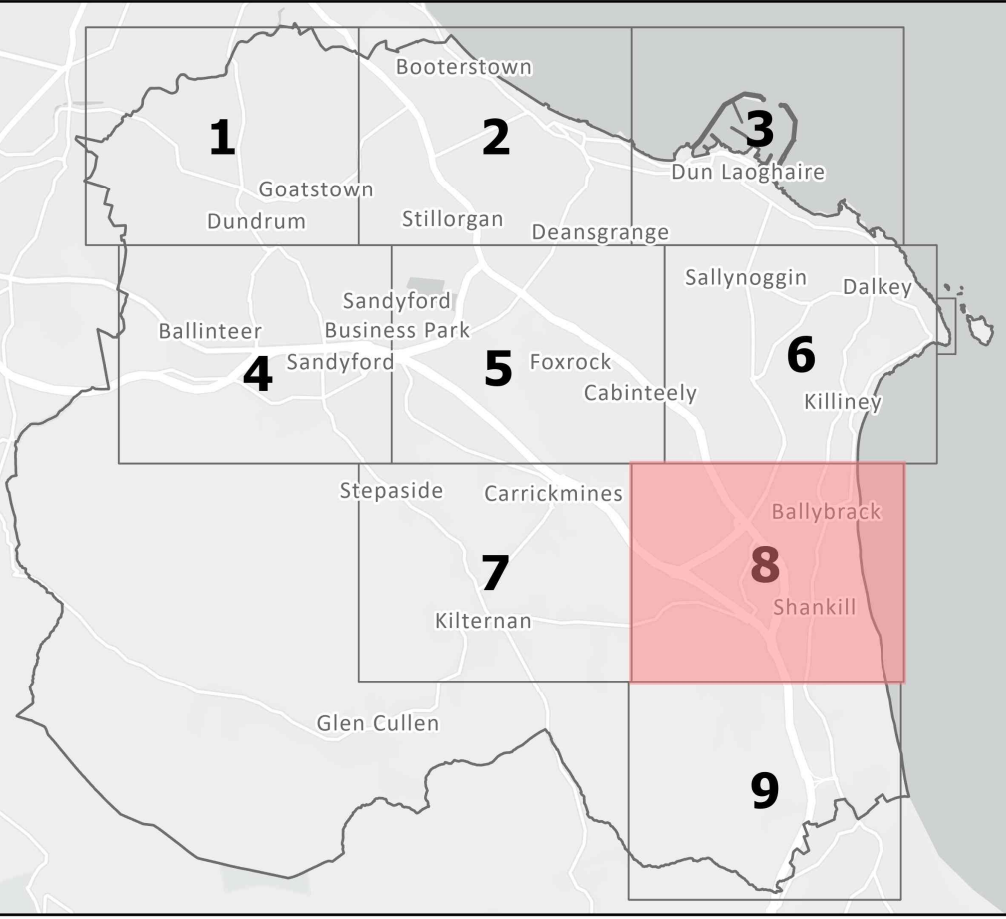 Booterstown
1
2
3
Dun Laoghaire
Goatstown
Dundrum
Stillorgan
Deansgrange
Sallynoggin
Dalkey
Sandyford
Business Park
Ballinteer
Sandyford
4
5
Foxrock
6
Cabinteely
Killiney
Stepaside
Carrickmines
Ballybrack
7
8
Shankill
Kilternan
Glen Cullen
9